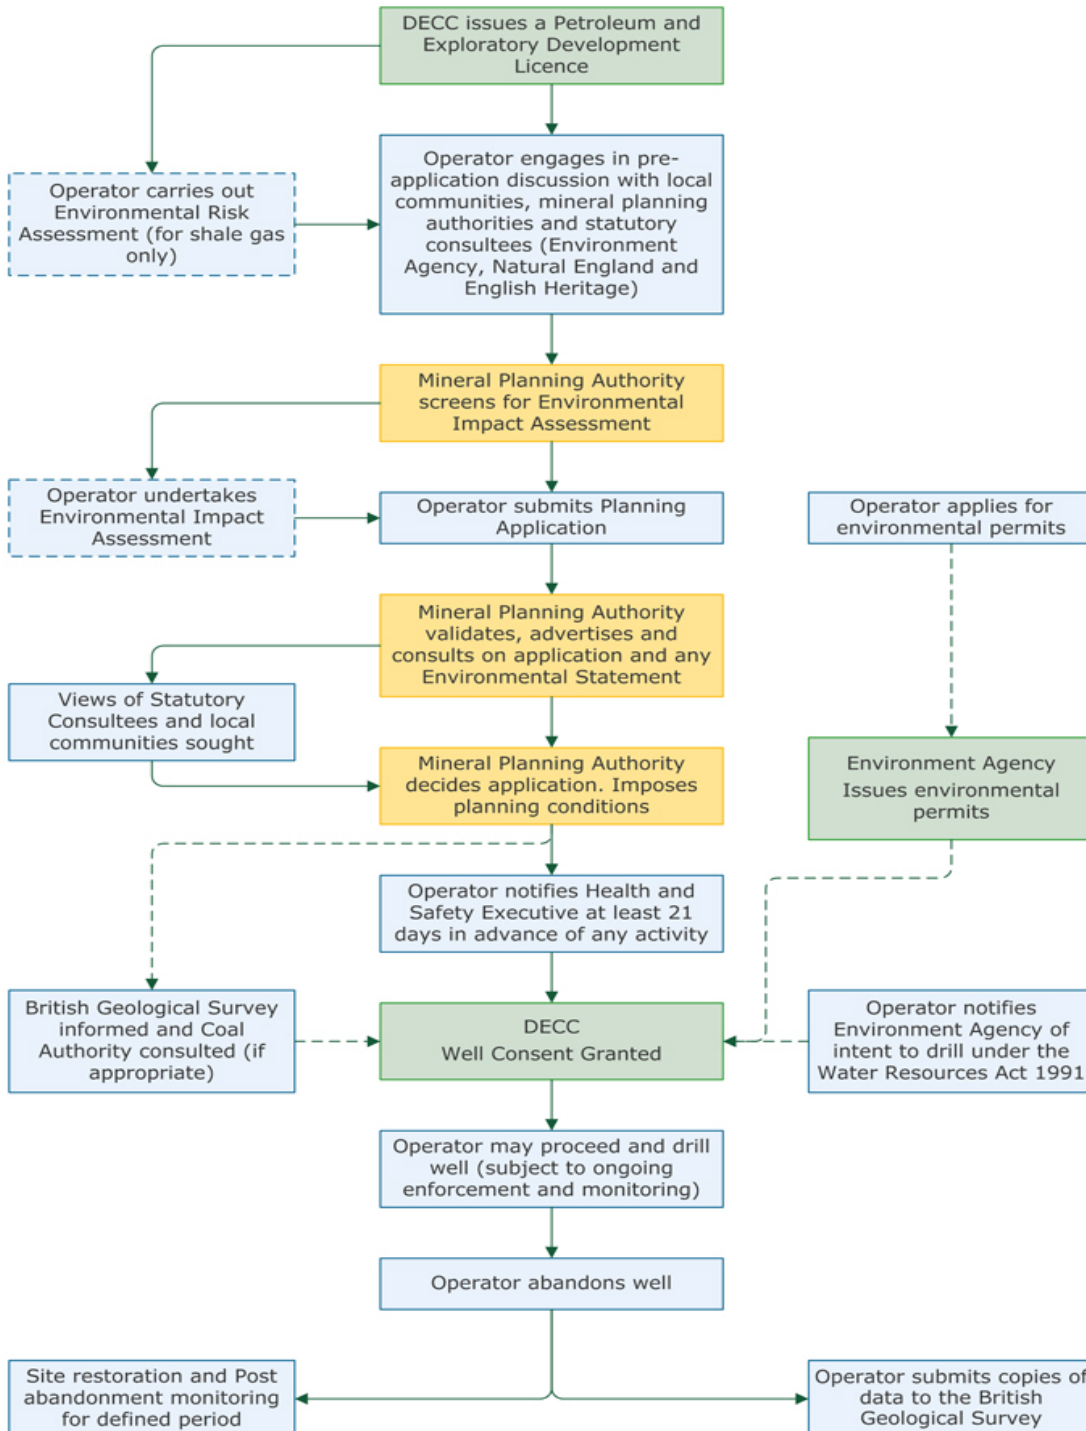 DECC issues a Petroleum and
Exploratory Development
Licence
Operator carries out
Environmental Risk
Assessment (for shale gas
only)
Operator engages in pre-
application discussion with local
communities, mineral planning
authorities and statutory
consultees (Environment
Agency, Natural England and
English Heritage)
Mineral Planning Authority
screens for Environmental
Impact Assessment
Operator undertakes
Environmental Impact
Assessment
Operator submits Planning
Application
Operator applies for
environmental permits
Mineral Planning Authority
validates, advertises and
consults on application and any
Environmental Statement
Views of Statutory
Consultees and local
communities sought
Mineral Planning Authority
decides application. Imposes
planning conditions
Environment Agency
Issues environmental
permits
Operator notifies Health and
Safety Executive at least 21
days in advance of any activity
British Geological Survey
informed and Coal
Authority consulted (if
appropriate)
DECC
Well Consent Granted
Operator notifies
Environment Agency of
intent to drill under the
Water Resources Act 1991
Operator may proceed and drill
well (subject to ongoing
enforcement and monitoring)
Operator abandons well
Site restoration and Post
abandonment monitoring
for defined period
Operator submits copies of
data to the British
Geological Survey